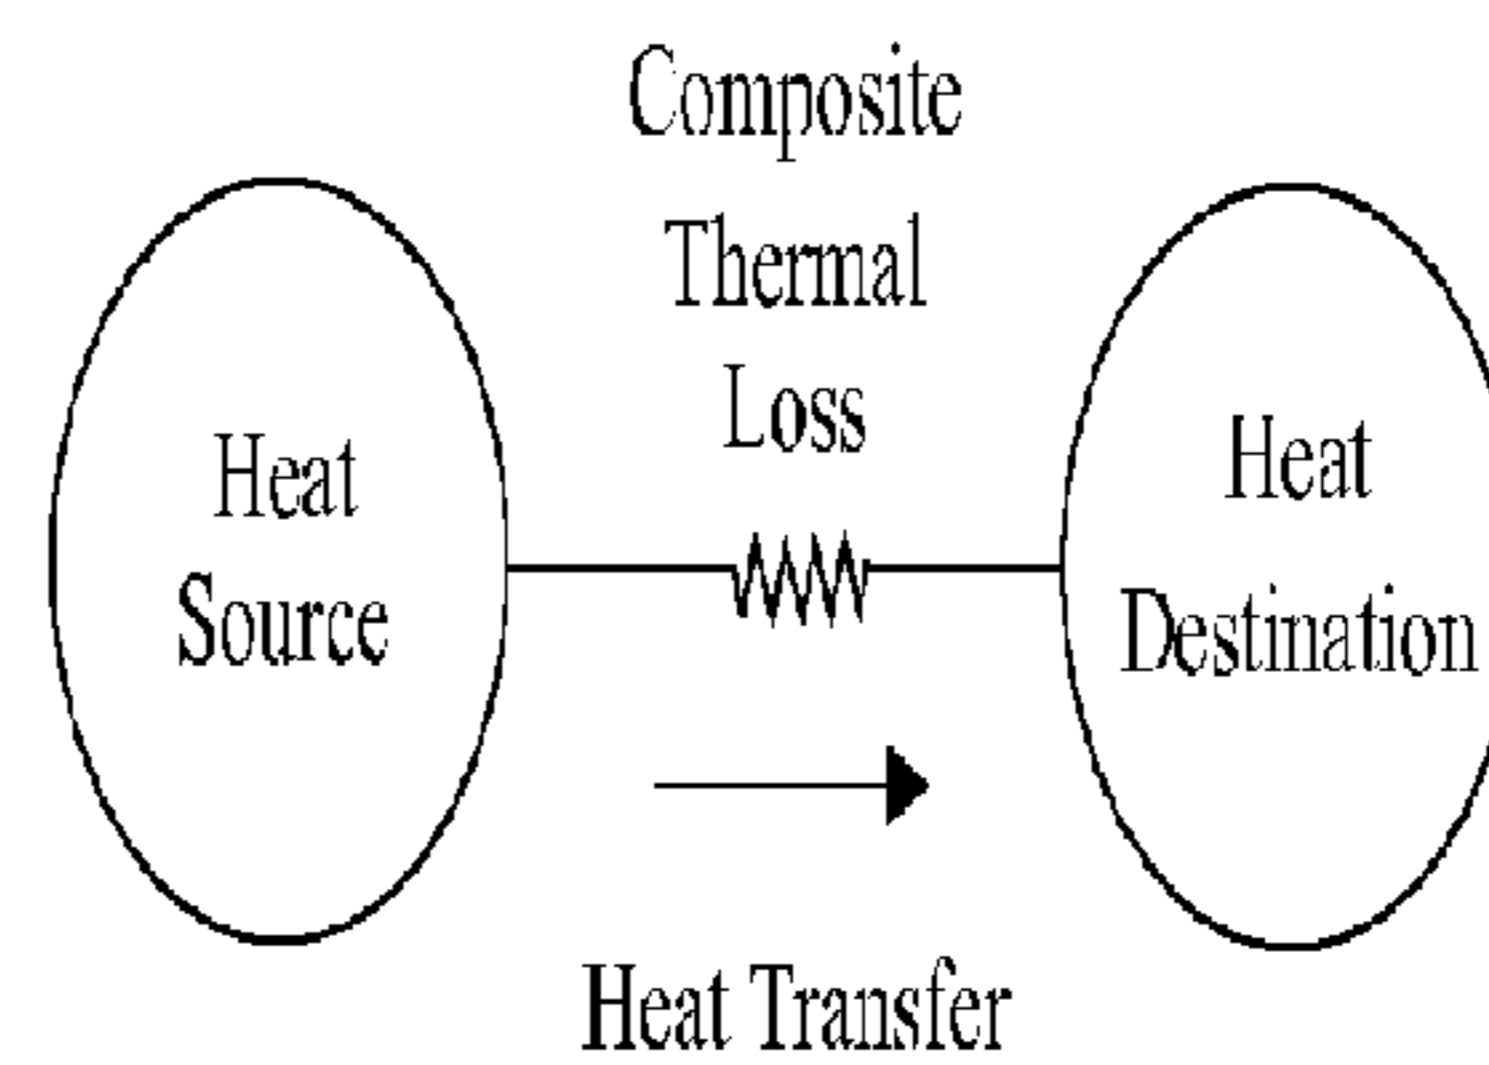 Composite
Thermal
Loss
Heat
Source
Heat
Destination
Heat Transfer